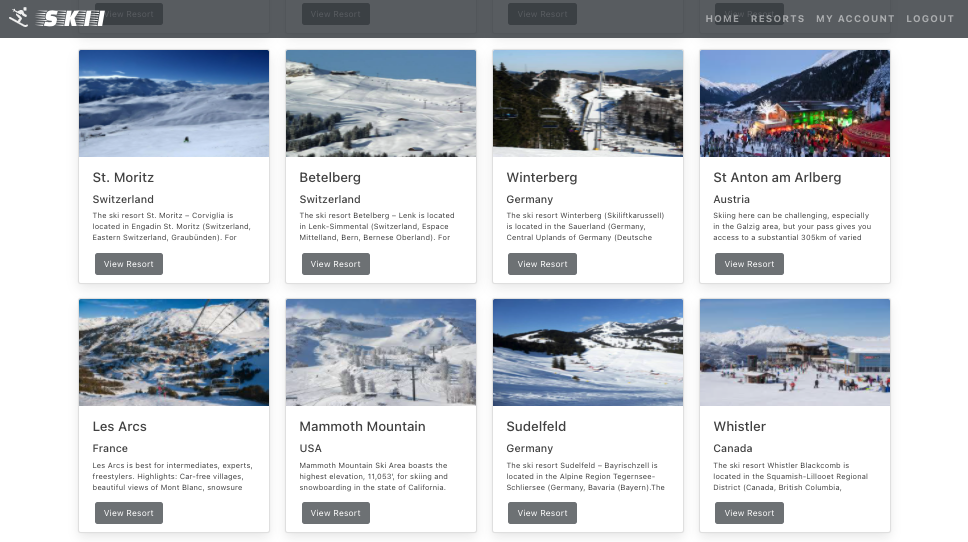 SKII
HOME RESORTS MY ACCOUNT LOGOUT
View Resort
View Resort
View Resort
View Resort
St. Moritz
Switzerland
The ski resort St. Moritz – Corviglia is
located in Engadin St. Moritz (Switzerland,
Eastern Switzerland, Graubünden). For
View Resort
Betelberg
Switzerland
The ski resort Betelberg – Lenk is located
in Lenk-Simmental (Switzerland, Espace
Mittelland, Bern, Bernese Oberland). For
View Resort
Winterberg
Germany
The ski resort Winterberg (Skiliftkarussell)
is located in the Sauerland (Germany,
Central Uplands of Germany (Deutsche
View Resort
St Anton am Arlberg
Austria
Skiing here can be challenging, especially
in the Galzig area, but your pass gives you
access to a substantial 305km of varied
View Resort
Les Arcs
France
Les Arcs is best for intermediates, experts,
freestylers. Highlights: Car-free villages,
beautiful views of Mont Blanc, snowsure
View Resort
Mammoth Mountain
USA
Mammoth Mountain Ski Area boasts the
highest elevation, 11,053', for skiing and
snowboarding in the state of California.
View Resort
Sudelfeld
Germany
The ski resort Sudelfeld – Bayrischzell is
located in the Alpine Region Tegernsee-
Schliersee (Germany, Bavaria (Bayern).The
View Resort
Whistler
Canada
The ski resort Whistler Blackcomb is
located in the Squamish-Lillooet Regional
District (Canada, British Columbia,
View Resort